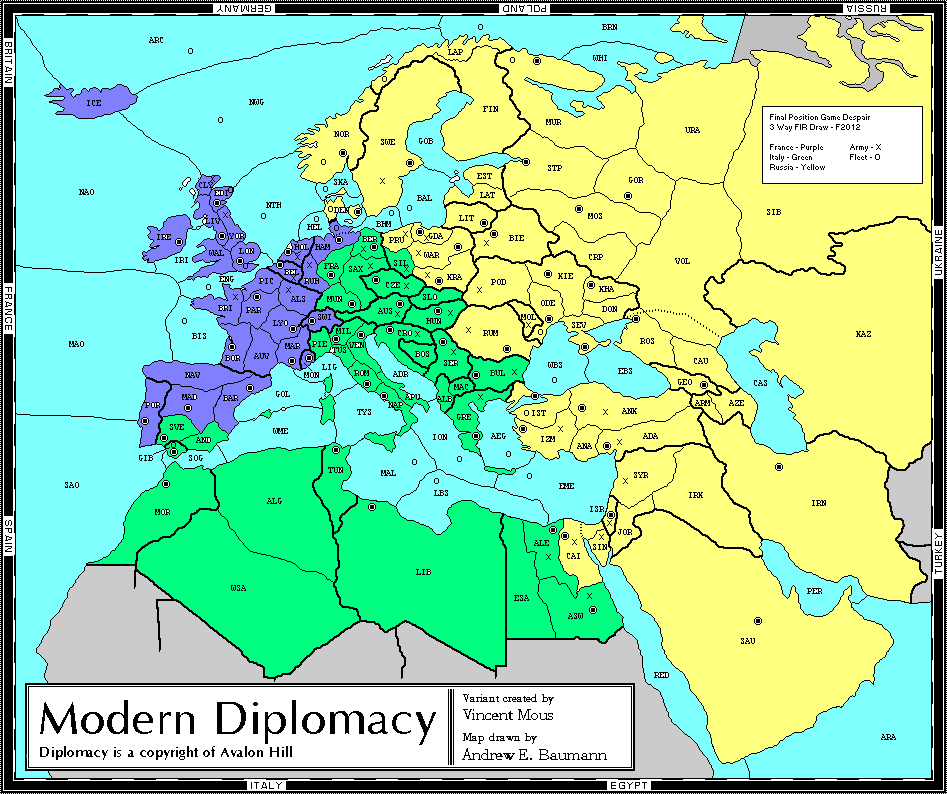 GERMANY
POLAND
RUSSIA
BRITAIN
FRANCE
SPAIN
UKRAINE
TURKEY
ITALY
EGYPT
ARC
BRN
WHI
LAP
ICE
NWG
Final Position Game Despair
3 Way FIR Draw - F2012
France - Purple Army - X
Italy - Green Fleet - O
Russia - Yellow
FIN
MUR
URA
NOR
SWE
GOB
STP
EST
GOR
SKA
LAT
CLY
EDI
NAO
NTH
DEN
BAL
SIB
LIV
HEL
BHM
LIT
MOS
IRE
YOR
HOL
HAM
BER
PRU
GDA
BIE
WAL
LON
IRI
WAR
CRP
VOL
BEL
FRA
SAX
SIL
ENG
PIC
RUH
KRA
POD
KIE
CZE
KHA
ALS
MUN
SLO
BRI
PAR
AUS
ODE
DON
LYO
SWI
HUN
MOL
SEV
MIL
CRO
RUM
BIS
VEN
KAZ
MAO
PIE
TUS
ROS
BOR
AUV
MAR
BOS
SER
CAU
LIG
MON
WBS
EBS
NAV
ROM
ADR
BUL
CAS
GEO
MAC
GOL
POR
MAD
BAR
NAP
APU
ALB
ARM
AZE
TYS
IST
ANK
GRE
SVE
WME
AND
ION
AEG
IZM
ANA
ADA
GIB
SOG
TUN
MAL
SAO
SYR
EME
LBS
IRK
MOR
ALG
IRN
ISR
JOR
ALE
CAI
SIN
LIB
WSA
ESA
PER
ASW
SAU
RED
ARA
Modern Diplomacy
Diplomacy is a copyright of Avalon Hill
Variant created by
Vincent Mous
Map drawn by
Andrew E. Baumann